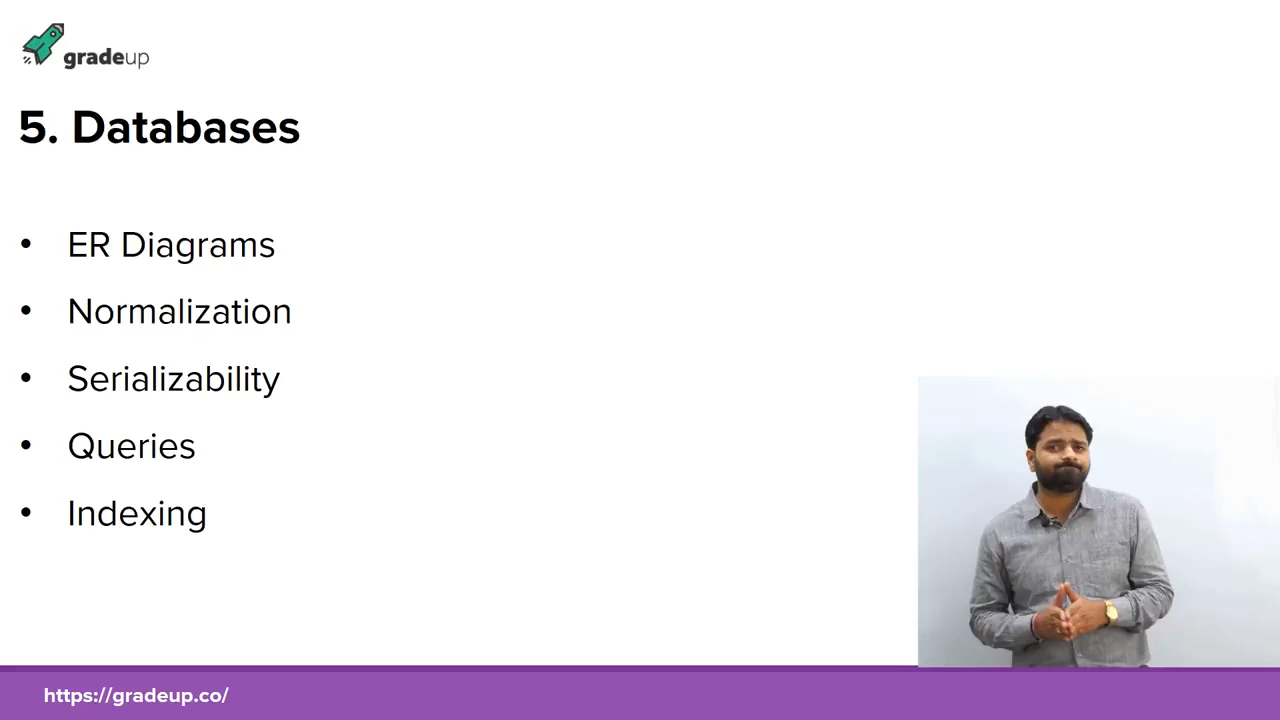 gradeup
5. Databases
• ER Diagrams
• Normalization
• Serializability
• Queries
• Indexing
https://gradeup.co/